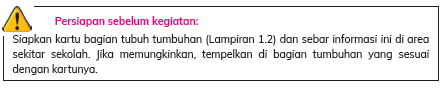 Persiapan sebelum kegiatan:
Siapkan kartu bagian tubuh tumbuhan (Lampiran 1.2) dan sebar informasi ini di area
sekitar sekolah. Jika memungkinkan, tempelkan di bagian tumbuhan yang sesuai
dengan kartunya.